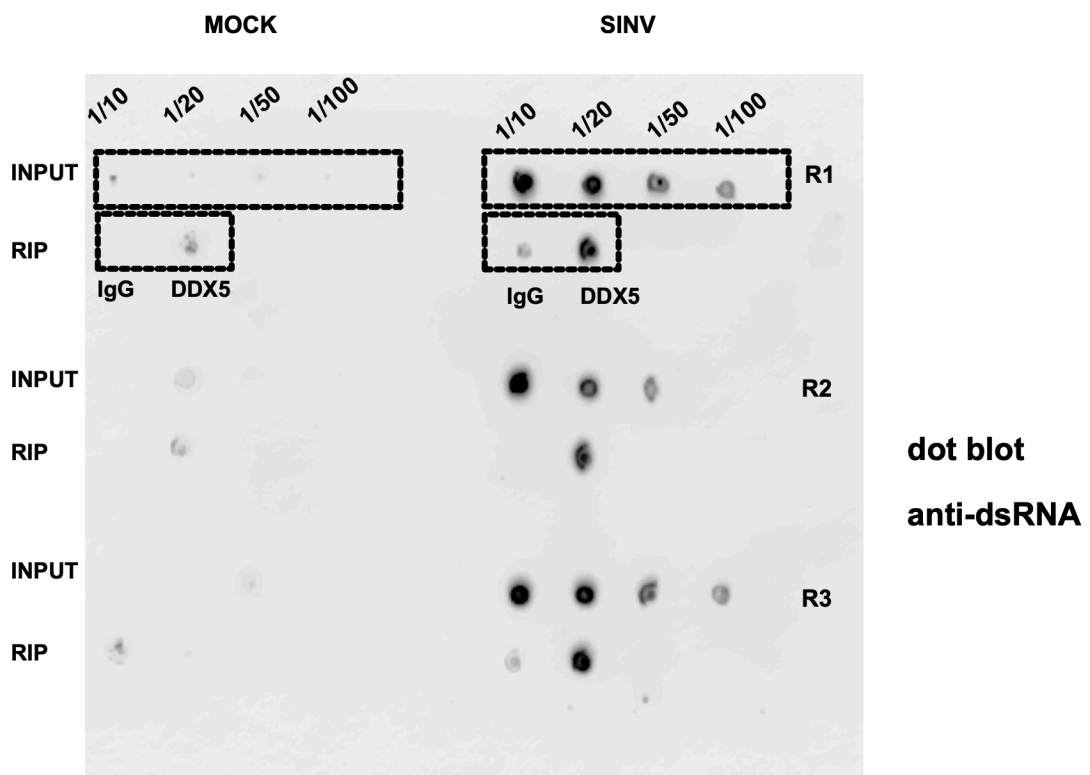 MOCK SINV
1/10 1/20 1/50 1/100 1/10 1/20 1/50 1/100
INPUT R1
RIP
IgG DDX5 IgG DDX5
INPUT R2
RIP dot blot
anti-dsRNA
INPUT R3
RIP